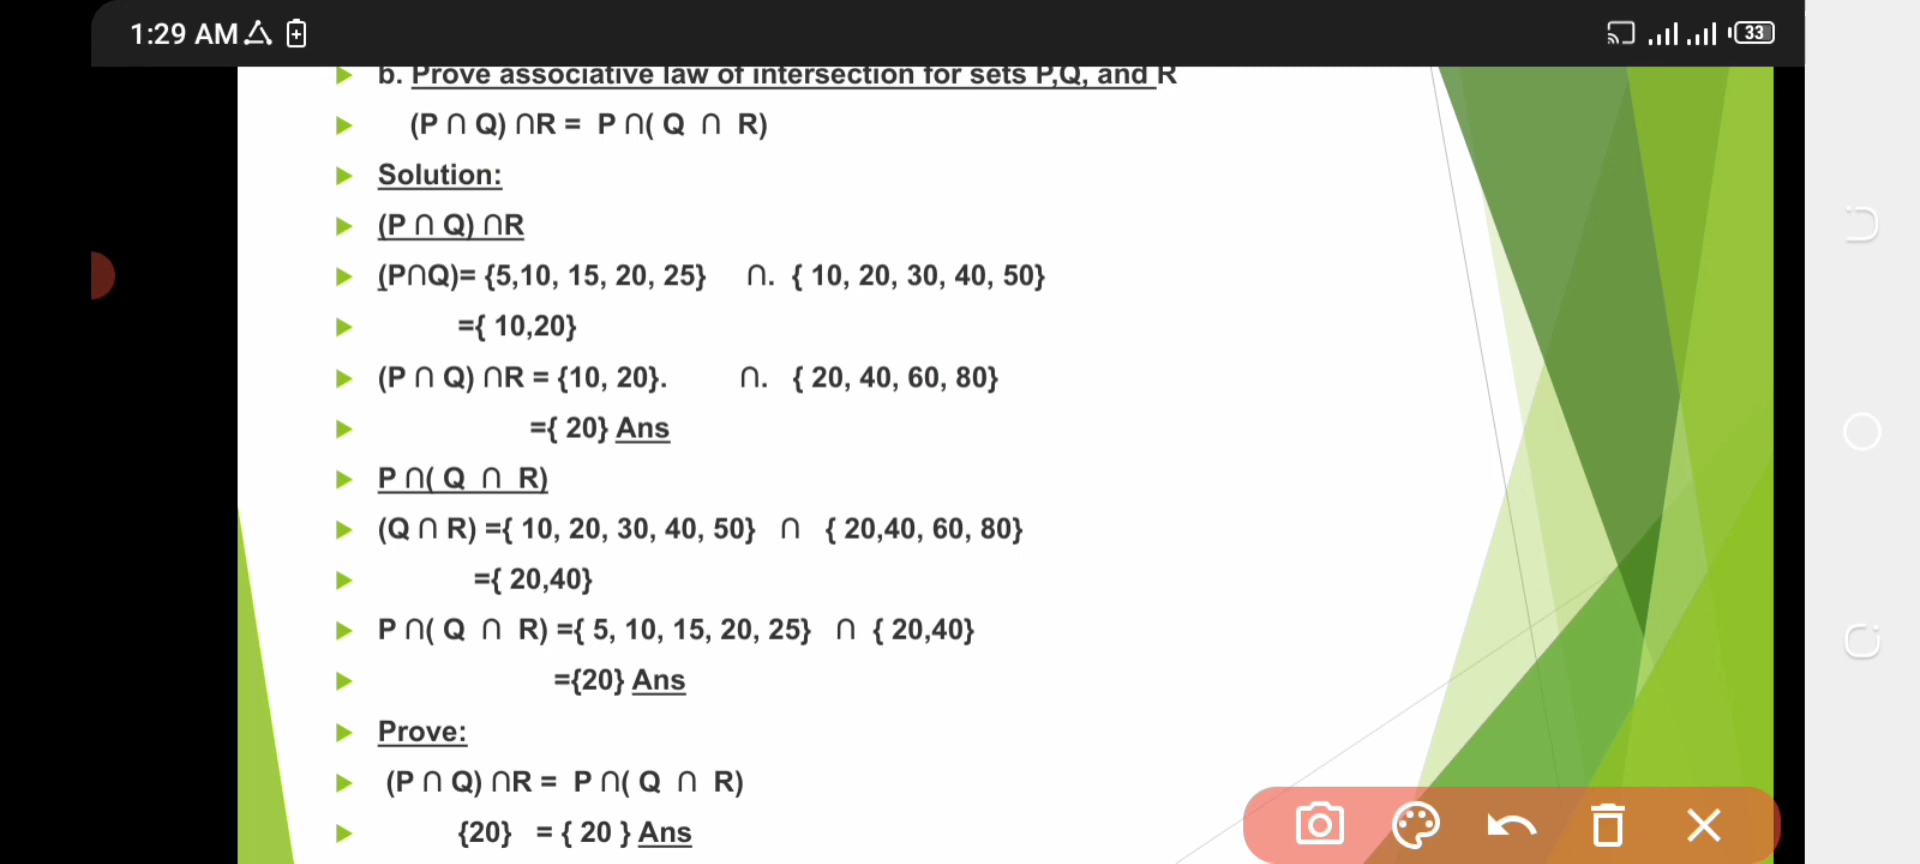 1:29 AM
33
b. Prove associative law of intersection for sets P,Q, and R
(P ∩ Q) ∩R = P ∩( Q ∩ R)
Solution:
(P ∩ Q) ∩R
(P∩Q)= {5,10, 15, 20, 25} ∩. { 10, 20, 30, 40, 50}
={ 10,20}
(P ∩ Q) ∩R = {10, 20}. ∩. { 20, 40, 60, 80}
={ 20} Ans
P ∩( Q ∩ R)
(Q ∩ R) ={ 10, 20, 30, 40, 50} ∩ { 20,40, 60, 80}
={ 20,40}
P ∩( Q ∩ R) ={ 5, 10, 15, 20, 25} ∩ { 20,40}
={20} Ans
Prove:
(P ∩ Q) ∩R = P ∩( Q ∩ R)
{20} = { 20 } Ans